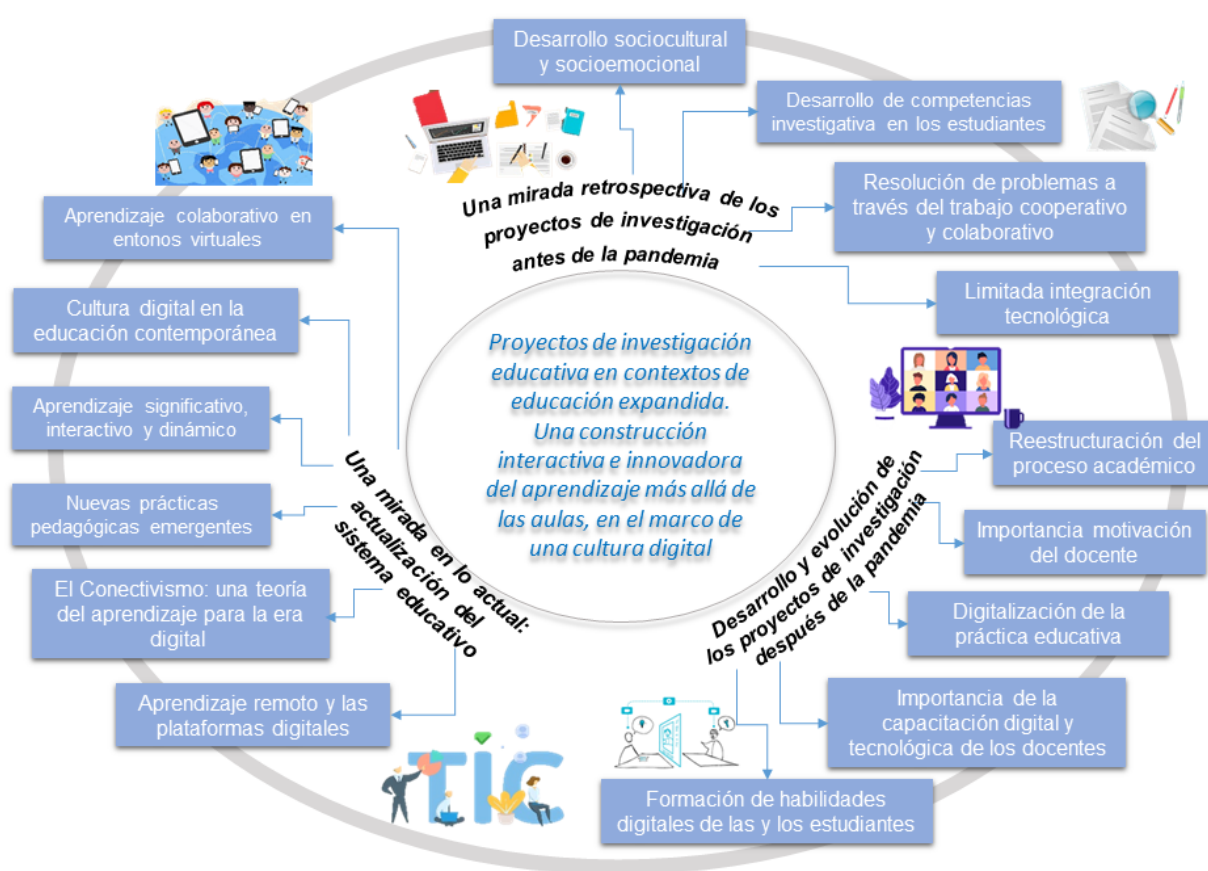 Desarrollo sociocultural
y socioemocional
Desarrollo de competencias
investigativa en los estudiantes
Resolución de problemas a
través del trabajo cooperativo
y colaborativo
Limitada integración
tecnológica
Una mirada retrospectiva de los
proyectos de investigación
antes de la pandemia
Aprendizaje colaborativo en
entonos virtuales
Cultura digital en la
educación contemporánea
Aprendizaje significativo,
interactivo y dinámico
Nuevas prácticas
pedagógicas emergentes
El Conectivismo: una teoría
del aprendizaje para la era
digital
Aprendizaje remoto y las
plataformas digitales
Una mirada en lo actual:
actualización del
sistema educativo
Proyectos de investigación
educativa en contextos de
educación expandida.
Una construcción
interactiva e innovadora
del aprendizaje más allá de
las aulas, en el marco de
una cultura digital
Desarrollo y evolución de
los proyectos de investigación
después de la pandemia
Reestructuración del
proceso académico
Importancia motivación
del docente
Digitalización de la
práctica educativa
Importancia de la
capacitación digital y
tecnológica de los docentes
Formación de habilidades
digitales de las y los estudiantes
TIC